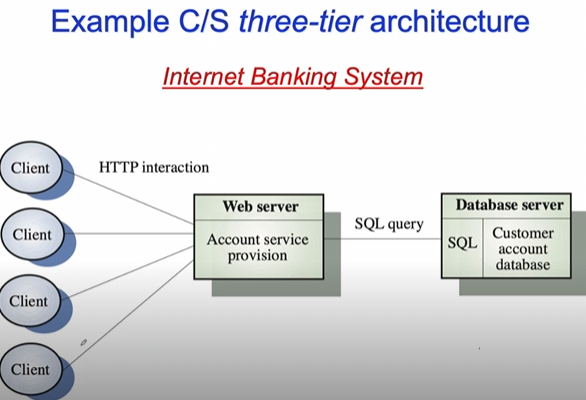 Example C/S three-tier architecture
Internet Banking System
Client
HTTP interaction
Client
Client
Client
Web server
Account service
provision
SQL query
Database server
SQL
Customer
account
database